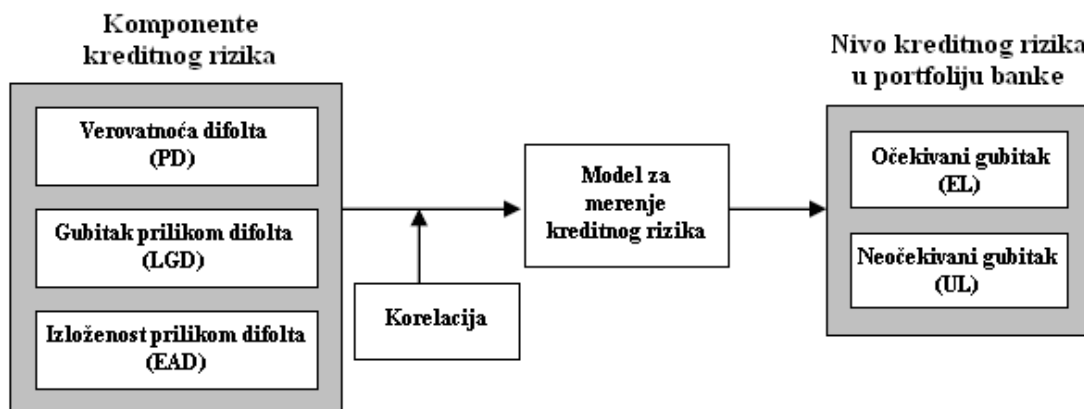 Komponente
kreditnog rizika
Verovatnoća difolta
(PD)
Gubitak prilikom difolta
(LGD)
Izloženost prilikom difolta
(EAD)
Korelacija
Model za
merenje
kreditnog rizika
Nivo kreditnog rizika
u portfoliju banke
Očekivani gubitak
(EL)
Neočekivani gubitak
(UL)